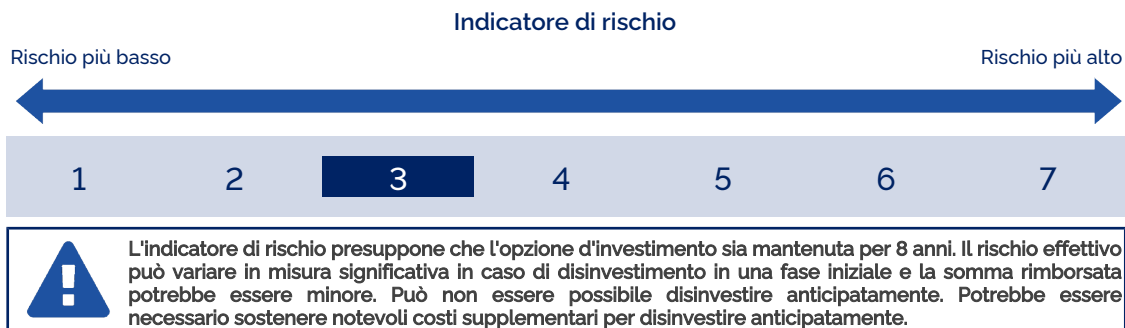 Indicatore di rischio
Rischio più basso Rischio più alto
1 2 3 4 5 6 7
L'indicatore di rischio presuppone che l'opzione d'investimento sia mantenuta per 8 anni. Il rischio effettivo
può variare in misura significativa in caso di disinvestimento in una fase iniziale e la somma rimborsata
potrebbe essere minore. Può non essere possibile disinvestire anticipatamente. Potrebbe essere
necessario sostenere notevoli costi supplementari per disinvestire anticipatamente.